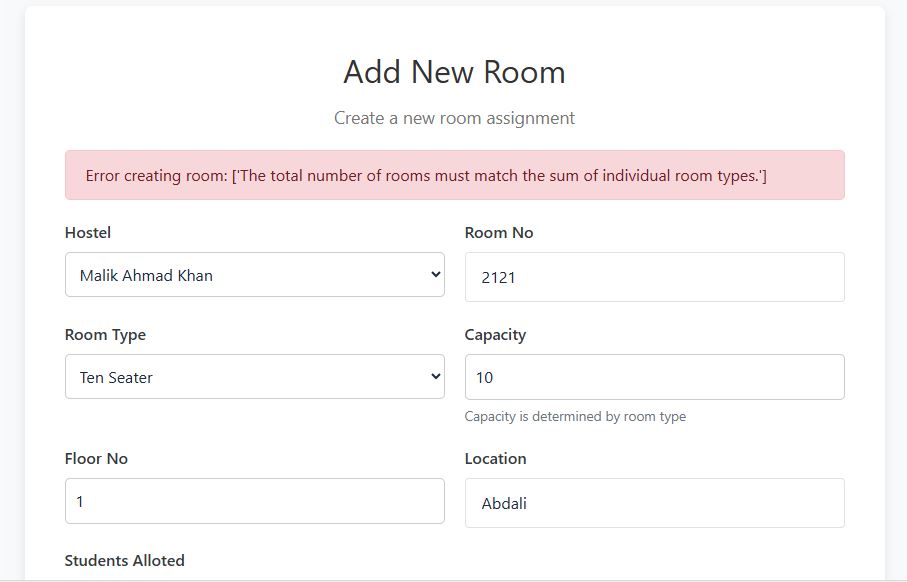 Add New Room
Create a new room assignment
Error creating room: ['The total number of rooms must match the sum of individual room types.']
Hostel
Room No
Malik Ahmad Khan
2121
Room Type
Capacity
Ten Seater
10
Capacity is determined by room type
Floor No
Location
1
Abdali
Students Alloted